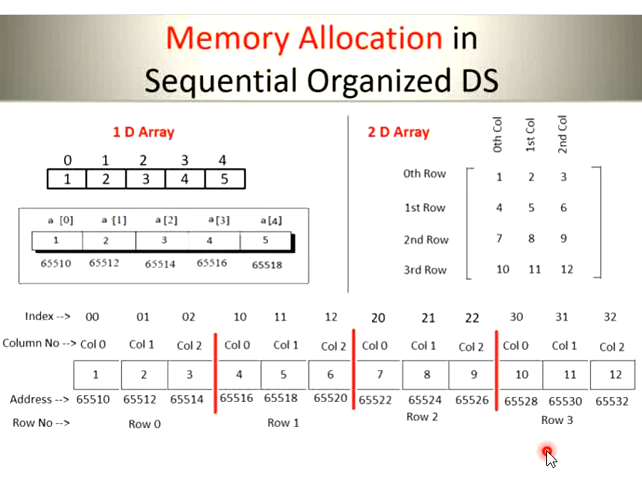 Memory Allocation in
Sequential Organized DS
1 D Array
0 1 2 3 4
1 2 3 4 5
a [0] a [1] a [2] a [3] a [4]
1 2 3 4 5
65510 65512 65514 65516 65518
2 D Array
0th Col 1st Col 2nd Col
0th Row 1 2 3
1st Row 4 5 6
2nd Row 7 8 9
3rd Row 10 11 12
Index --> 00 01 02 10 11 12 20 21 22 30 31 32
Column No --> Col 0 Col 1 Col 2 Col 0 Col 1 Col 2 Col 0 Col 1 Col 2 Col 0 Col 1 Col 2
1 2 3 4 5 6 7 8 9 10 11 12
Address --> 65510 65512 65514 65516 65518 65520 65522 65524 65526 65528 65530 65532
Row No --> Row 0 Row 1 Row 2 Row 3